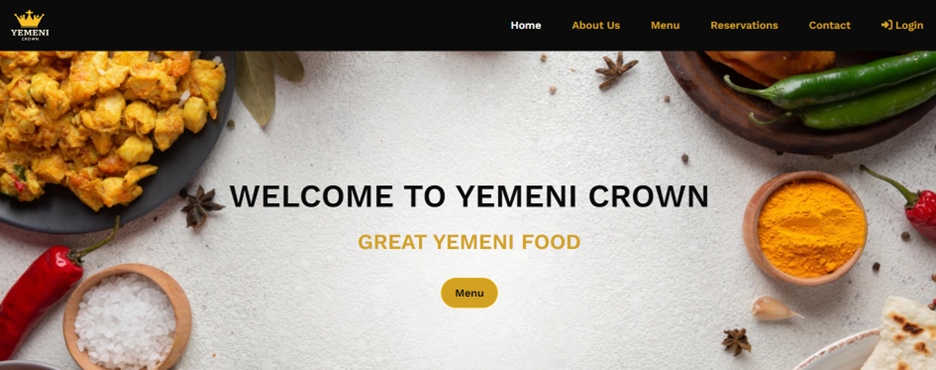 YEMENI
CROWN
Home About Us Menu Reservations Contact Login
WELCOME TO YEMENI CROWN
GREAT YEMENI FOOD
Menu